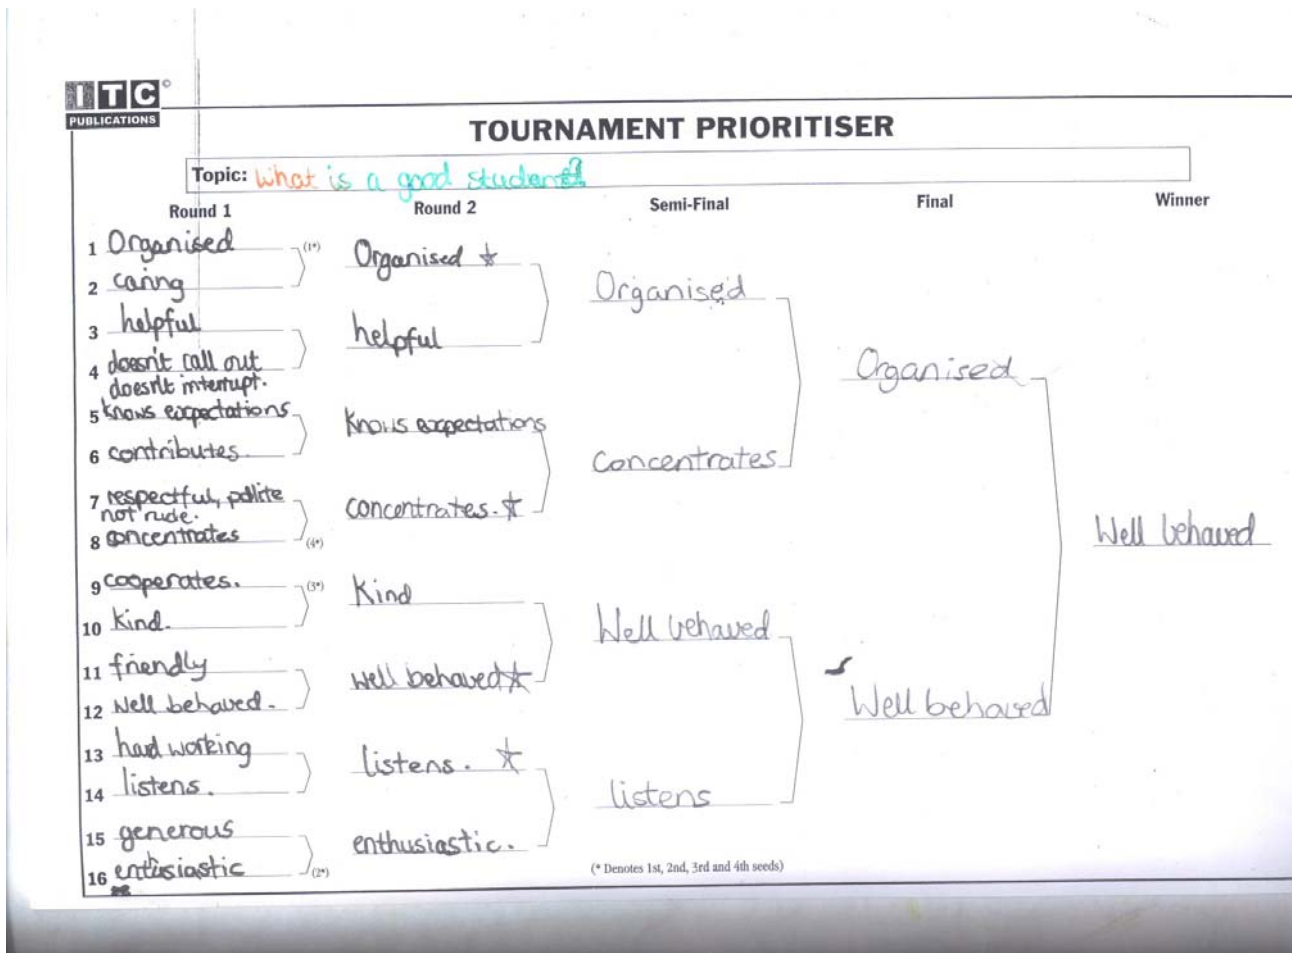 ITC©
PUBLICATIONS
TOURNAMENT PRIORITISER
Topic: What is a good student?
Round 1
Round 2
Semi-Final
Final
Winner
1 Organised
2 caring
3 helpful
4 doesn't call out
doesn't interrupt.
5 knows expectations
6 contributes.
7 respectful, polite
not rude.
8 concentrates
9 cooperates.
10 kind.
11 friendly
12 Well behaved.
13 hard working
14 listens.
15 generous
16 enthusiastic
(1*)
(4*)
(3*)
(2*)
Organised
helpful
Knows expectations
concentrates.
Kind
well behaved
listens.
enthusiastic.
Organised
Concentrates
Well behaved
listens
(* Denotes 1st, 2nd, 3rd and 4th seeds)
Organised
Well behaved
Well behaved